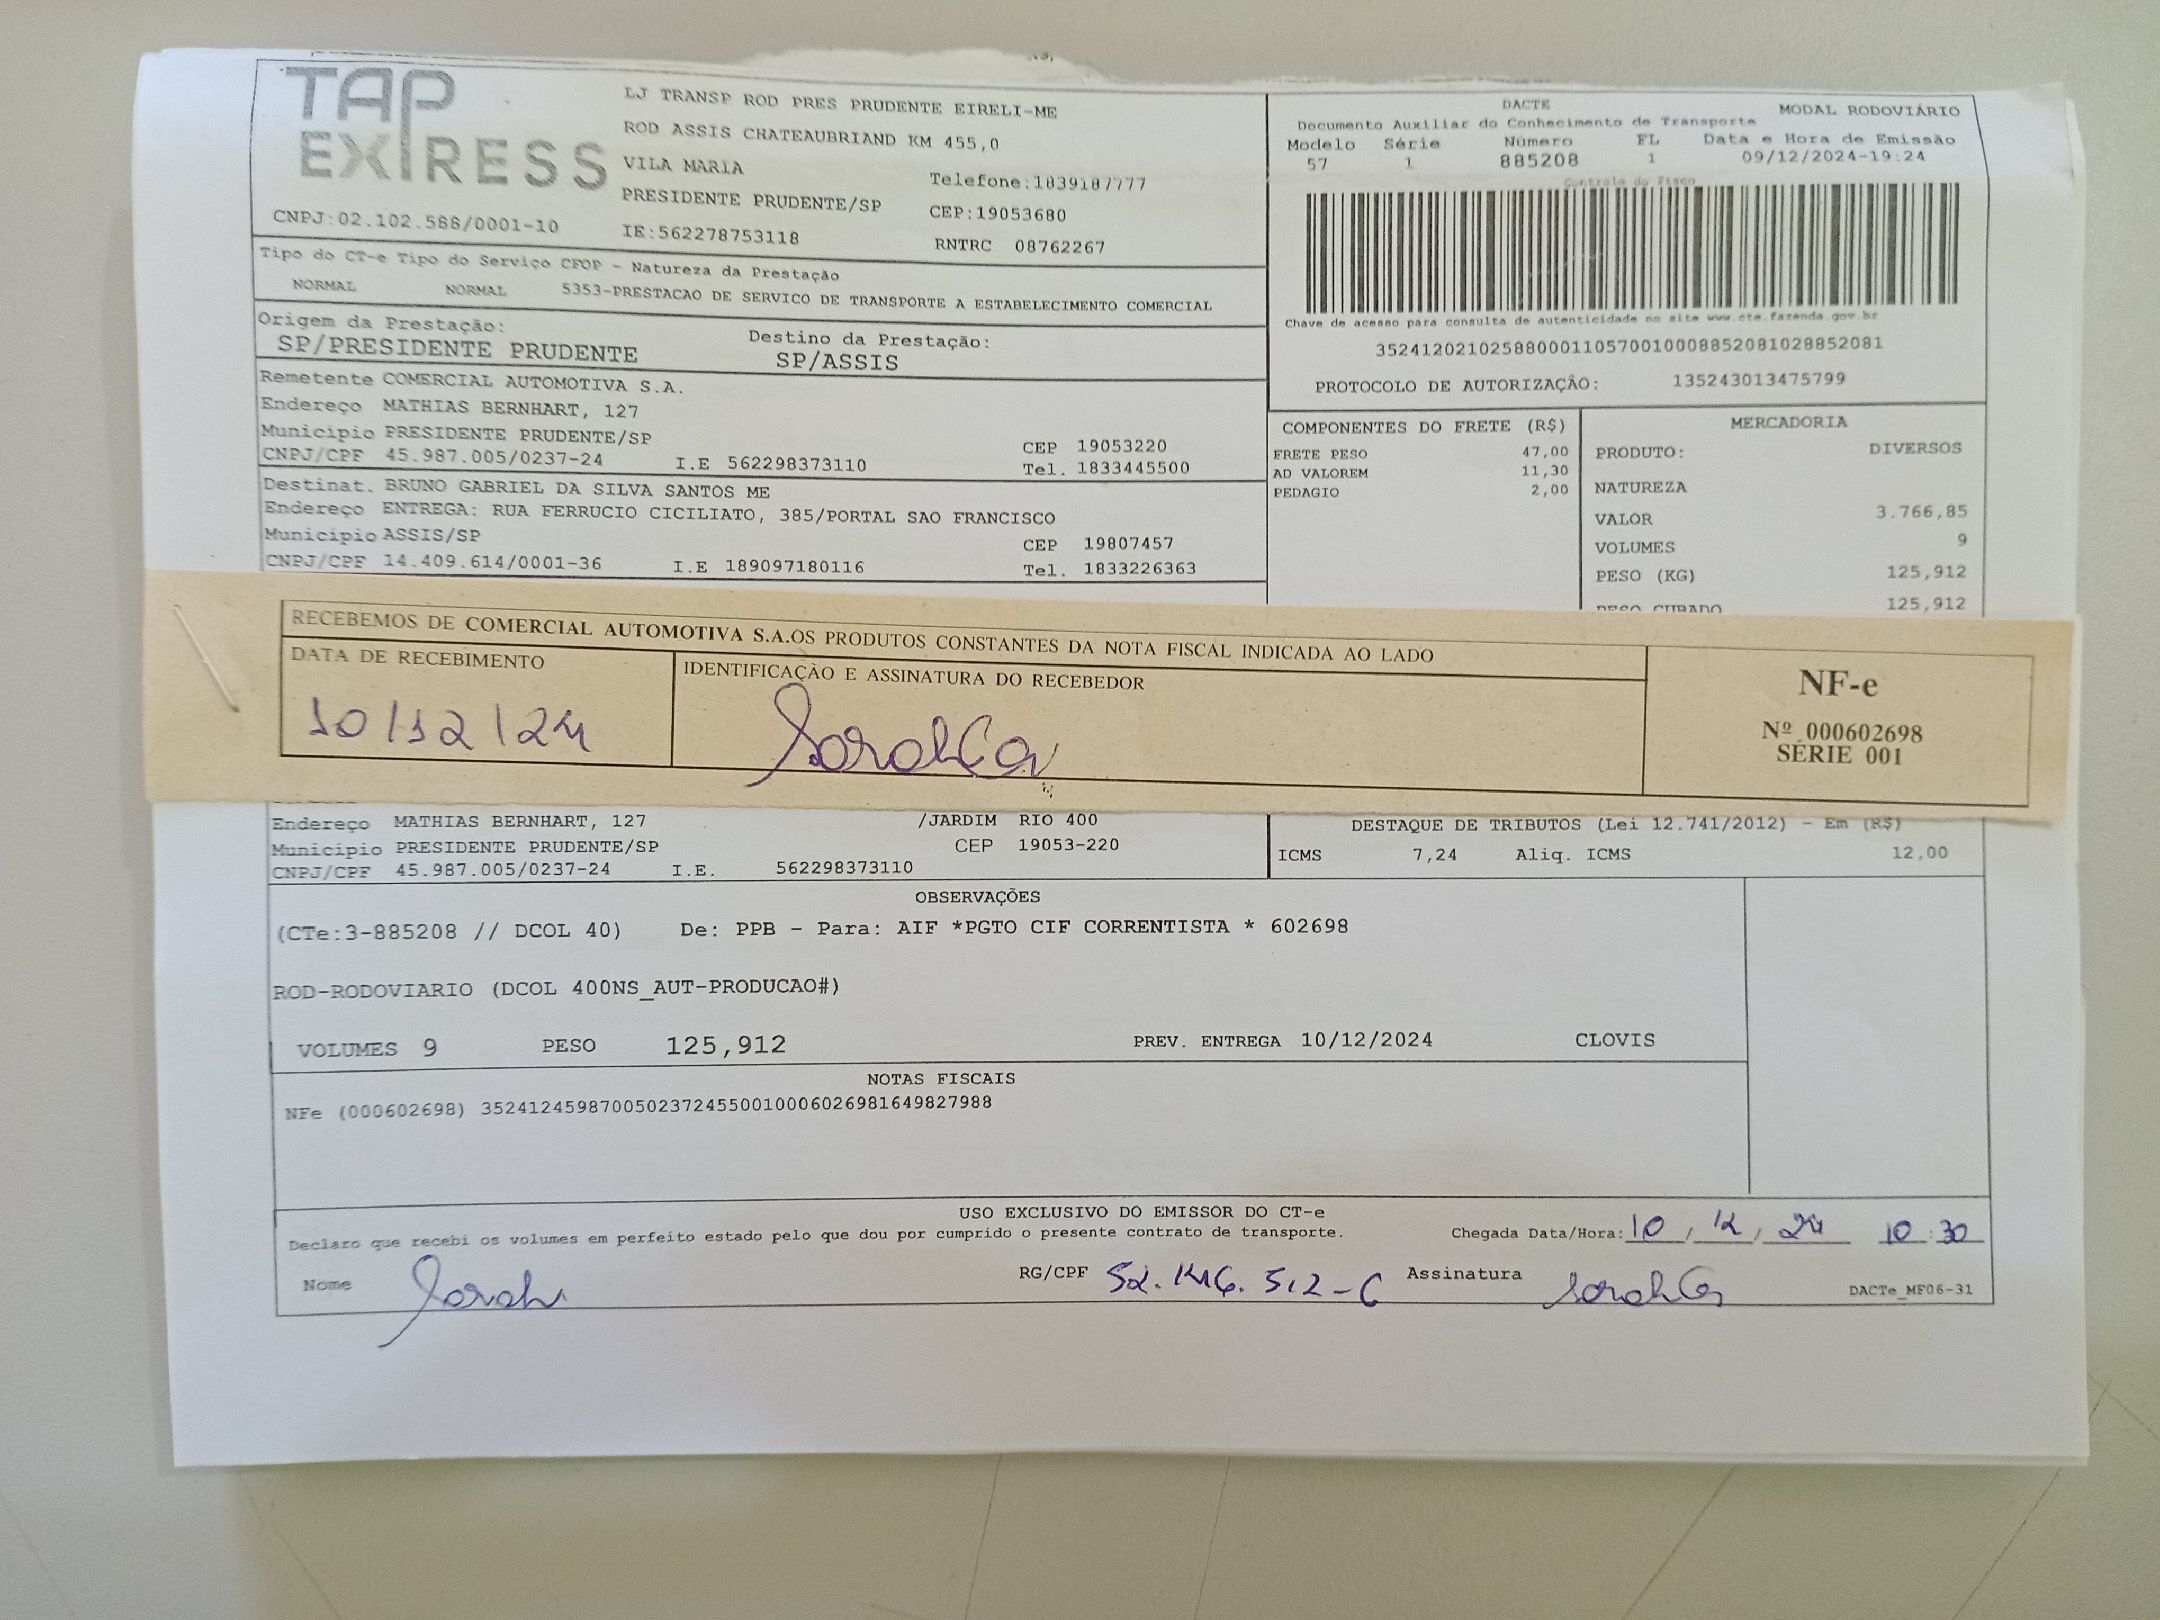 TAP
EXPRESS
CNPJ:02.102.588/0001-10
LJ TRANSP ROD PRES PRUDENTE EIRELI-ME
ROD ASSIS CHATEAUBRIAND KM 455,0
VILA MARIA
Telefone:1839187777
PRESIDENTE PRUDENTE/SP
CEP:19053680
IE:562278753118
RNTRC 08762267
DACTE
MODAL RODOVIÁRIO
Documento Auxiliar do Conhecimento de Transporte
Modelo Série Número FL Data e Hora de Emissão
57 1 885208 1 09/12/2024-19:24
Controle do Fisco
Chave de acesso para consulta de autenticidade no site www.cte.fazenda.gov.br
35241202102588000110570010008852081028852081
PROTOCOLO DE AUTORIZAÇÃO: 135243013475799
Tipo do CT-e Tipo do Serviço CFOP - Natureza da Prestação
NORMAL NORMAL 5353-PRESTACAO DE SERVICO DE TRANSPORTE A ESTABELECIMENTO COMERCIAL
Origem da Prestação:
SP/PRESIDENTE PRUDENTE
Destino da Prestação:
SP/ASSIS
Remetente COMERCIAL AUTOMOTIVA S.A.
Endereço MATHIAS BERNHART, 127
Município PRESIDENTE PRUDENTE/SP CEP 19053220
CNPJ/CPF 45.987.005/0237-24 I.E 562298373110 Tel. 1833445500
Destinat. BRUNO GABRIEL DA SILVA SANTOS ME
Endereço ENTREGA: RUA FERRUCIO CICILIATO, 385/PORTAL SAO FRANCISCO
Município ASSIS/SP CEP 19807457
CNPJ/CPF 14.409.614/0001-36 I.E 189097180116 Tel. 1833226363
COMPONENTES DO FRETE (R$)
FRETE PESO 47,00
AD VALOREM 11,30
PEDAGIO 2,00
MERCADORIA
PRODUTO: DIVERSOS
NATUREZA
VALOR 3.766,85
VOLUMES 9
PESO (KG) 125,912
PESO CUBADO 125,912
RECEBEMOS DE COMERCIAL AUTOMOTIVA S.A.OS PRODUTOS CONSTANTES DA NOTA FISCAL INDICADA AO LADO
DATA DE RECEBIMENTO
10/12/24
IDENTIFICAÇÃO E ASSINATURA DO RECEBEDOR
NF-e
Nº 000602698
SÉRIE 001
Endereço MATHIAS BERNHART, 127 /JARDIM RIO 400
Município PRESIDENTE PRUDENTE/SP CEP 19053-220
CNPJ/CPF 45.987.005/0237-24 I.E. 562298373110
DESTAQUE DE TRIBUTOS (Lei 12.741/2012) - Em (R$)
ICMS 7,24 Aliq. ICMS 12,00
OBSERVAÇÕES
(CTe:3-885208 // DCOL 40) De: PPB - Para: AIF *PGTO CIF CORRENTISTA * 602698
ROD-RODOVIARIO (DCOL 400NS_AUT-PRODUCAO#)
VOLUMES 9 PESO 125,912 PREV. ENTREGA 10/12/2024 CLOVIS
NOTAS FISCAIS
NFe (000602698) 35241245987005023724550010006026981649827988
USO EXCLUSIVO DO EMISSOR DO CT-e
Declaro que recebi os volumes em perfeito estado pelo que dou por cumprido o presente contrato de transporte.
Chegada Data/Hora: 10, 12, 24 10:30
Nome Sarah RG/CPF Assinatura
DACTe_MF06-31